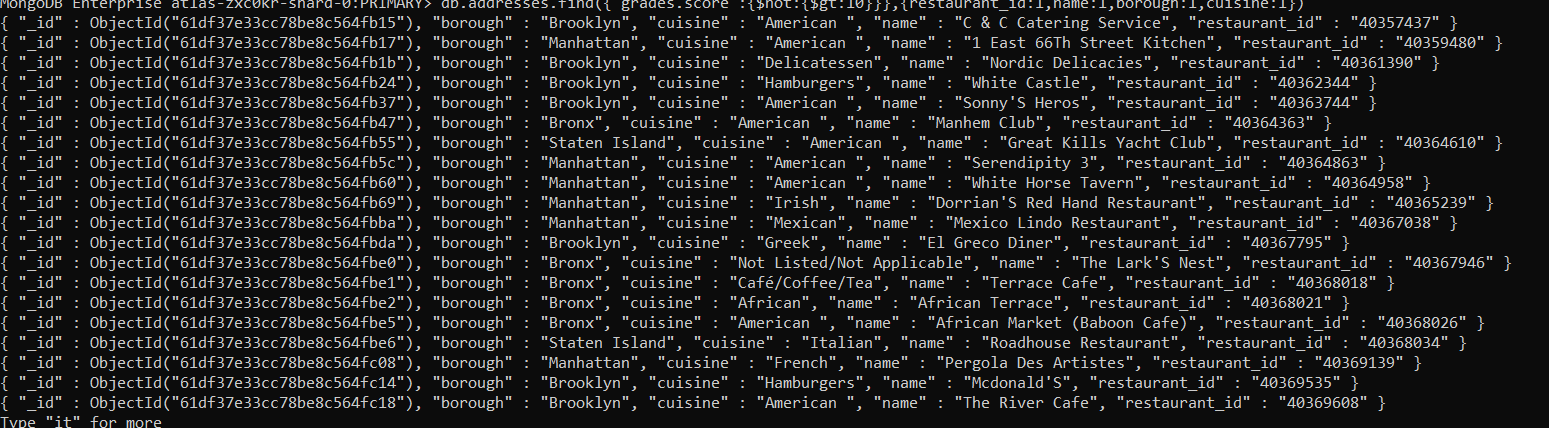 MongoDB Enterprise atlas-zxc0kr-shard-0:PRIMARY> db.addresses.find({"grades.score":{$not:{$gt:10}}},{restaurant_id:1,name:1,borough:1,cuisine:1})
{ "_id" : ObjectId("61df37e33cc78be8c564fb15"), "borough" : "Brooklyn", "cuisine" : "American ", "name" : "C & C Catering Service", "restaurant_id" : "40357437" }
{ "_id" : ObjectId("61df37e33cc78be8c564fb17"), "borough" : "Manhattan", "cuisine" : "American ", "name" : "1 East 66Th Street Kitchen", "restaurant_id" : "40359480" }
{ "_id" : ObjectId("61df37e33cc78be8c564fb1b"), "borough" : "Brooklyn", "cuisine" : "Delicatessen", "name" : "Nordic Delicacies", "restaurant_id" : "40361390" }
{ "_id" : ObjectId("61df37e33cc78be8c564fb24"), "borough" : "Brooklyn", "cuisine" : "Hamburgers", "name" : "White Castle", "restaurant_id" : "40362344" }
{ "_id" : ObjectId("61df37e33cc78be8c564fb37"), "borough" : "Brooklyn", "cuisine" : "American ", "name" : "Sonny'S Heros", "restaurant_id" : "40363744" }
{ "_id" : ObjectId("61df37e33cc78be8c564fb47"), "borough" : "Bronx", "cuisine" : "American ", "name" : "Manhem Club", "restaurant_id" : "40364363" }
{ "_id" : ObjectId("61df37e33cc78be8c564fb55"), "borough" : "Staten Island", "cuisine" : "American ", "name" : "Great Kills Yacht Club", "restaurant_id" : "40364610" }
{ "_id" : ObjectId("61df37e33cc78be8c564fb5c"), "borough" : "Manhattan", "cuisine" : "American ", "name" : "Serendipity 3", "restaurant_id" : "40364863" }
{ "_id" : ObjectId("61df37e33cc78be8c564fb60"), "borough" : "Manhattan", "cuisine" : "American ", "name" : "White Horse Tavern", "restaurant_id" : "40364958" }
{ "_id" : ObjectId("61df37e33cc78be8c564fb69"), "borough" : "Manhattan", "cuisine" : "Irish", "name" : "Dorrian'S Red Hand Restaurant", "restaurant_id" : "40365239" }
{ "_id" : ObjectId("61df37e33cc78be8c564fbba"), "borough" : "Manhattan", "cuisine" : "Mexican", "name" : "Mexico Lindo Restaurant", "restaurant_id" : "40367038" }
{ "_id" : ObjectId("61df37e33cc78be8c564fbda"), "borough" : "Brooklyn", "cuisine" : "Greek", "name" : "El Greco Diner", "restaurant_id" : "40367795" }
{ "_id" : ObjectId("61df37e33cc78be8c564fbe0"), "borough" : "Bronx", "cuisine" : "Not Listed/Not Applicable", "name" : "The Lark'S Nest", "restaurant_id" : "40367946" }
{ "_id" : ObjectId("61df37e33cc78be8c564fbe1"), "borough" : "Bronx", "cuisine" : "Café/Coffee/Tea", "name" : "Terrace Cafe", "restaurant_id" : "40368018" }
{ "_id" : ObjectId("61df37e33cc78be8c564fbe2"), "borough" : "Bronx", "cuisine" : "African", "name" : "African Terrace", "restaurant_id" : "40368021" }
{ "_id" : ObjectId("61df37e33cc78be8c564fbe5"), "borough" : "Bronx", "cuisine" : "American ", "name" : "African Market (Baboon Cafe)", "restaurant_id" : "40368026" }
{ "_id" : ObjectId("61df37e33cc78be8c564fbe6"), "borough" : "Staten Island", "cuisine" : "Italian", "name" : "Roadhouse Restaurant", "restaurant_id" : "40368034" }
{ "_id" : ObjectId("61df37e33cc78be8c564fc08"), "borough" : "Manhattan", "cuisine" : "French", "name" : "Pergola Des Artistes", "restaurant_id" : "40369139" }
{ "_id" : ObjectId("61df37e33cc78be8c564fc14"), "borough" : "Brooklyn", "cuisine" : "Hamburgers", "name" : "Mcdonald'S", "restaurant_id" : "40369535" }
{ "_id" : ObjectId("61df37e33cc78be8c564fc18"), "borough" : "Brooklyn", "cuisine" : "American ", "name" : "The River Cafe", "restaurant_id" : "40369608" }
Type "it" for more